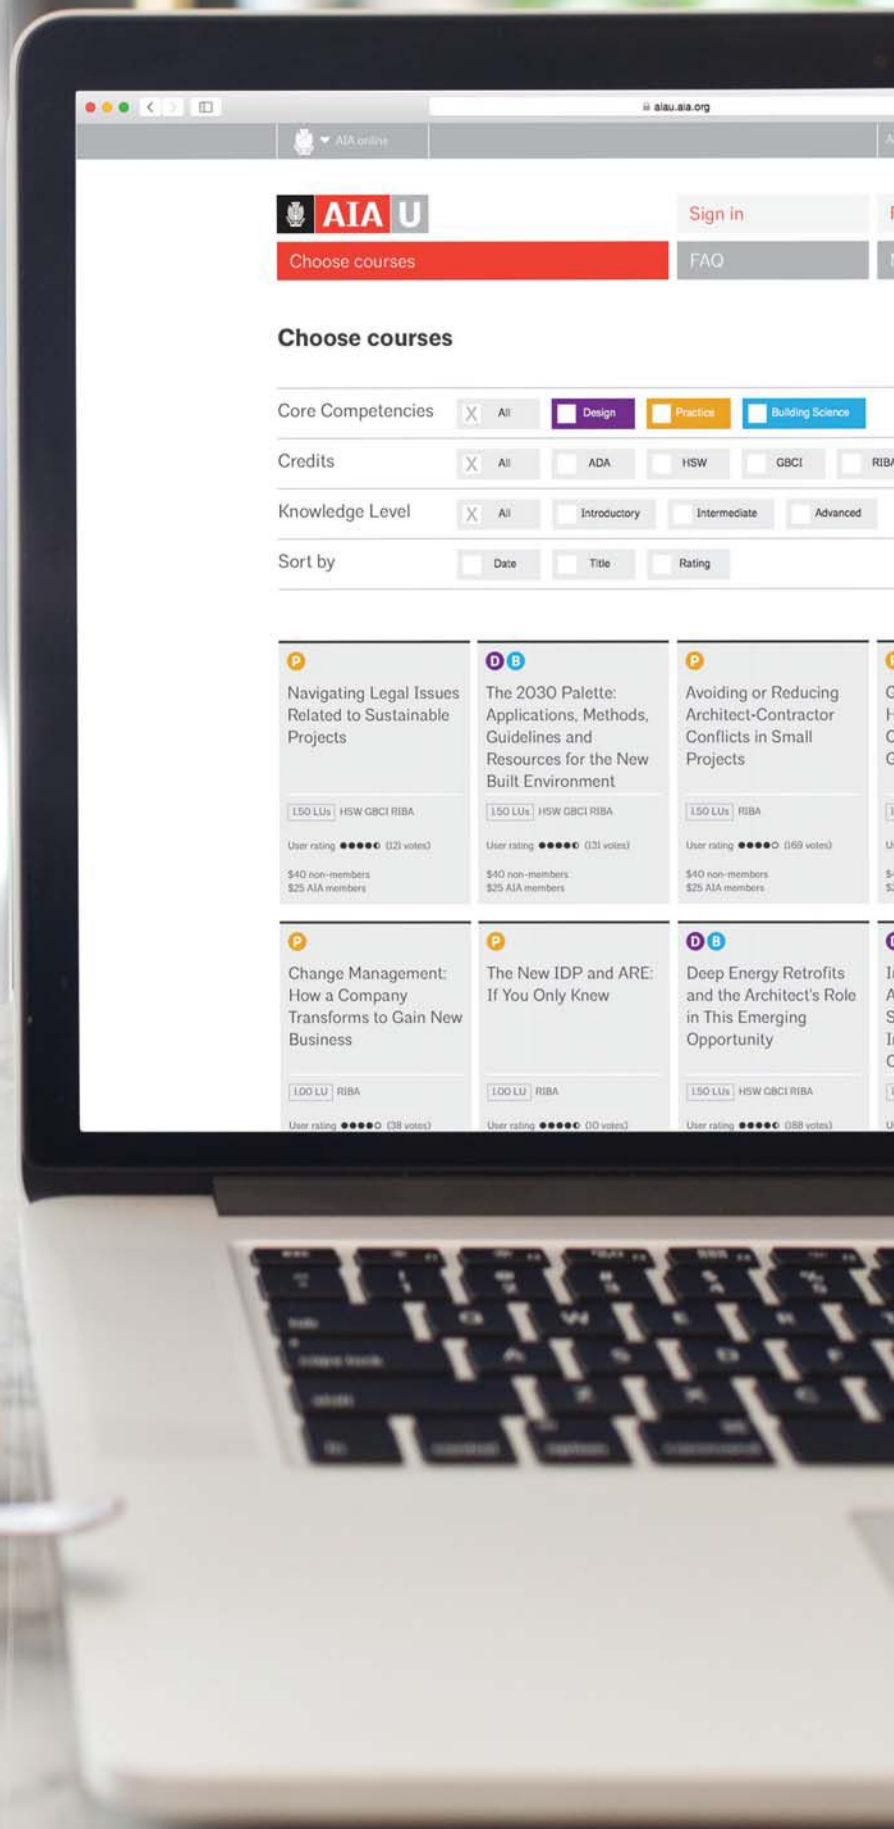 aiau.aia.org
AIA online
AIA U
Sign in
Choose courses
FAQ
Choose courses
Core Competencies X All Design Practice Building Science
Credits X All ADA HSW GBCI RIBA
Knowledge Level X All Introductory Intermediate Advanced
Sort by Date Title Rating
P
Navigating Legal Issues
Related to Sustainable
Projects
1.50 LUs HSW GBCI RIBA
User rating (121 votes)
$40 non-members
$25 AIA members
D B
The 2030 Palette:
Applications, Methods,
Guidelines and
Resources for the New
Built Environment
1.50 LUs HSW GBCI RIBA
User rating (131 votes)
$40 non-members
$25 AIA members
P
Avoiding or Reducing
Architect-Contractor
Conflicts in Small
Projects
1.50 LUs RIBA
User rating (169 votes)
$40 non-members
$25 AIA members
P
Change Management:
How a Company
Transforms to Gain New
Business
1.00 LU RIBA
User rating (38 votes)
P
The New IDP and ARE:
If You Only Knew
1.00 LU RIBA
User rating (10 votes)
D B
Deep Energy Retrofits
and the Architect's Role
in This Emerging
Opportunity
1.50 LUs HSW GBCI RIBA
User rating (188 votes)